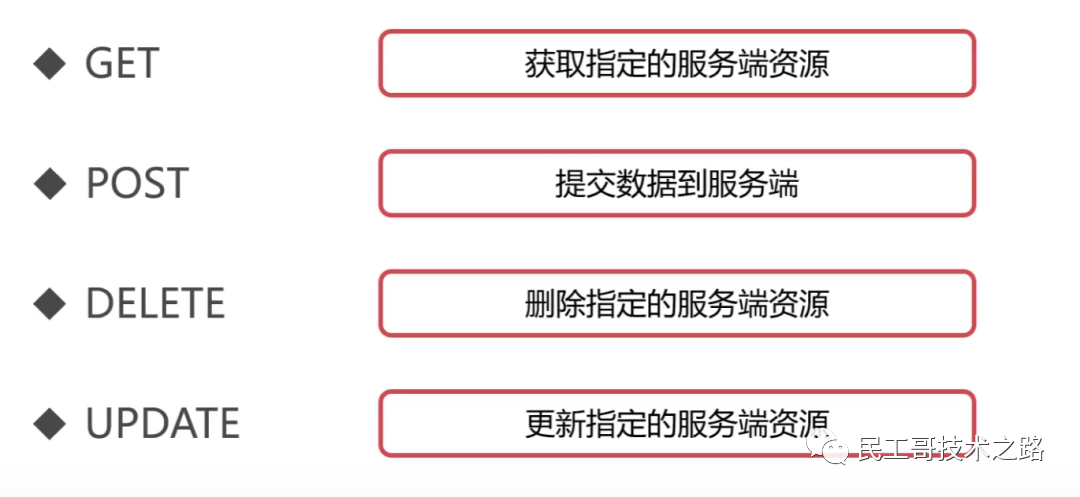 GET
获取指定的服务端资源
POST
提交数据到服务端
DELETE
删除指定的服务端资源
UPDATE
更新指定的服务端资源
民工哥技术之路